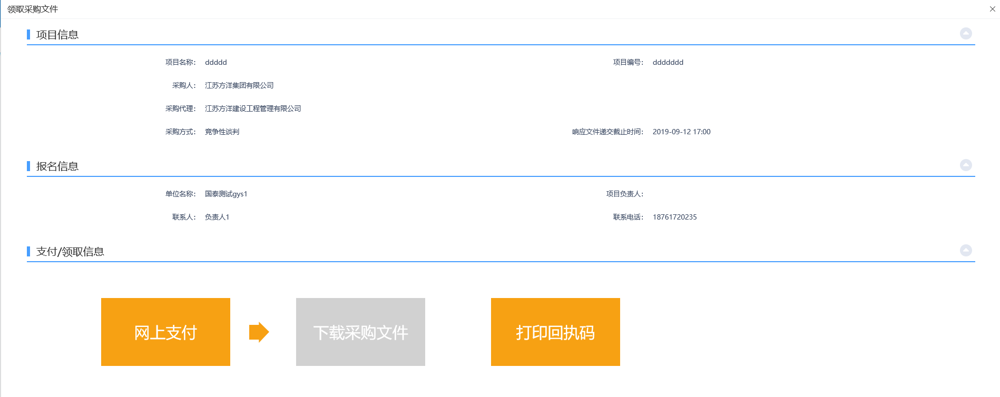 领取采购文件
项目信息
项目名称： ddddd 项目编号： ddddddd
采购人： 江苏方洋集团有限公司
采购代理： 江苏方洋建设工程管理有限公司
采购方式： 竞争性谈判 响应文件递交截止时间： 2019-09-12 17:00
报名信息
单位名称： 国泰测试gys1 项目负责人：
联系人： 负责人1 联系电话： 18761720235
支付/领取信息
网上支付 下载采购文件 打印回执码